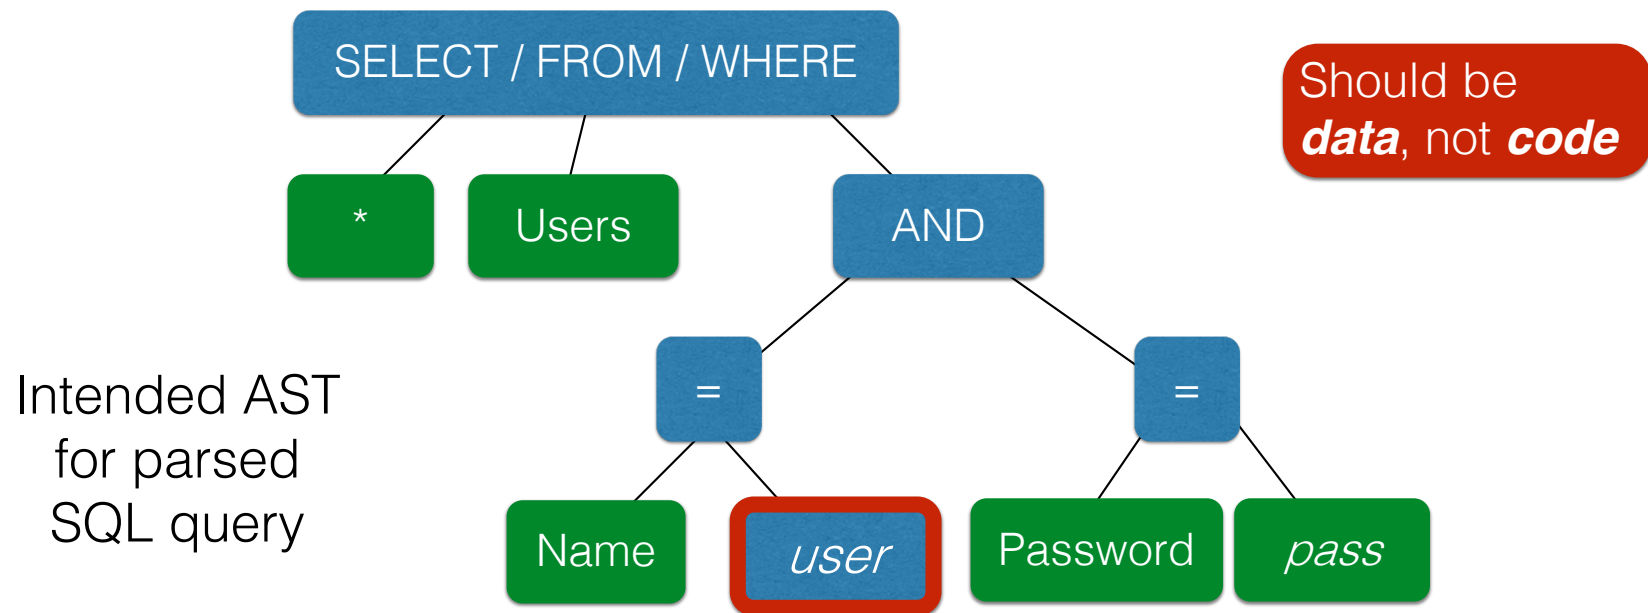 SELECT / FROM / WHERE
Should be
data, not code
*
Users
AND
=
=
Intended AST
for parsed
SQL query
Name
user
Password
pass